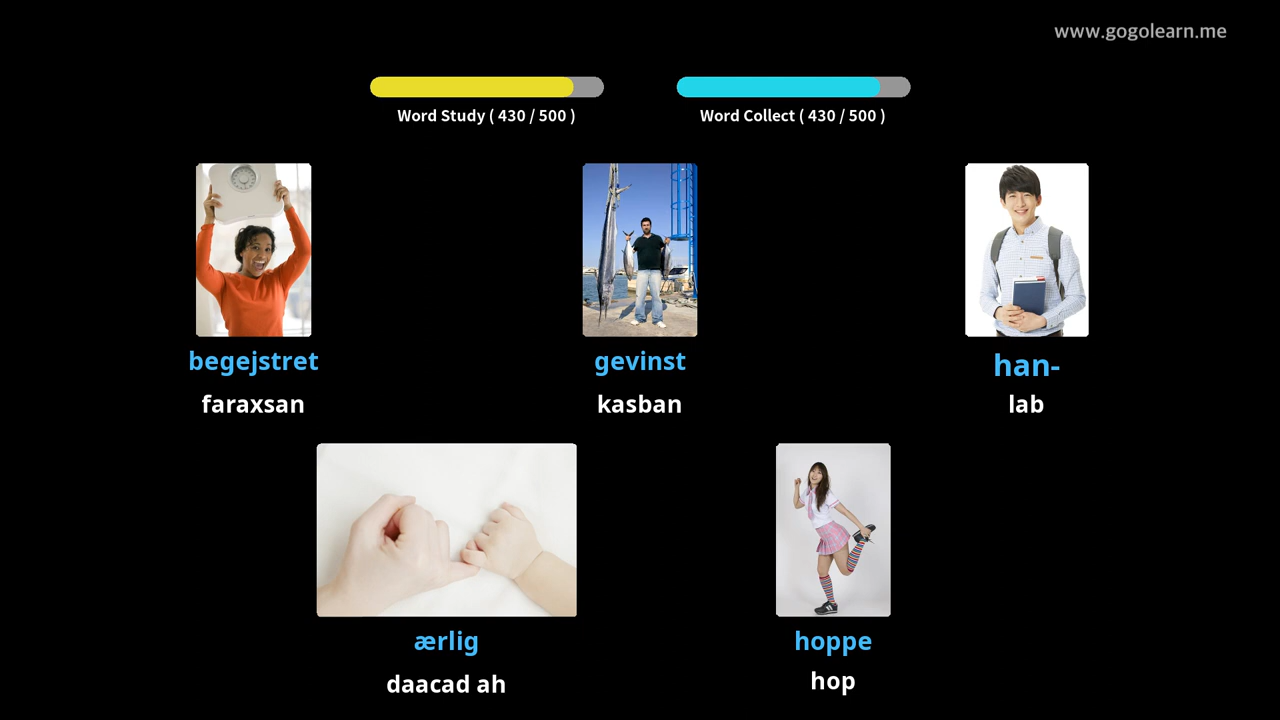 www.gogolearn.me
Word Study ( 430 / 500 )
Word Collect ( 430 / 500 )
begejstret
faraxsan
gevinst
kasban
han-
lab
ærlig
daacad ah
hoppe
hop